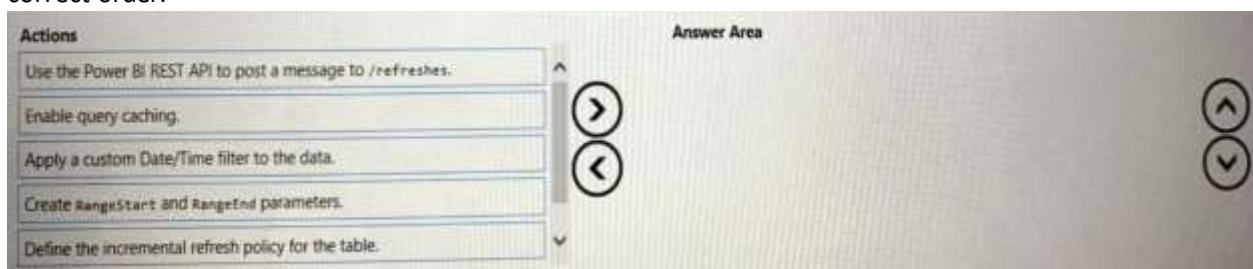 correct order.
Actions
Answer Area
Use the Power BI REST API to post a message to /refreshes.
Enable query caching.
Apply a custom Date/Time filter to the data.
Create RangeStart and RangeEnd parameters.
Define the incremental refresh policy for the table.